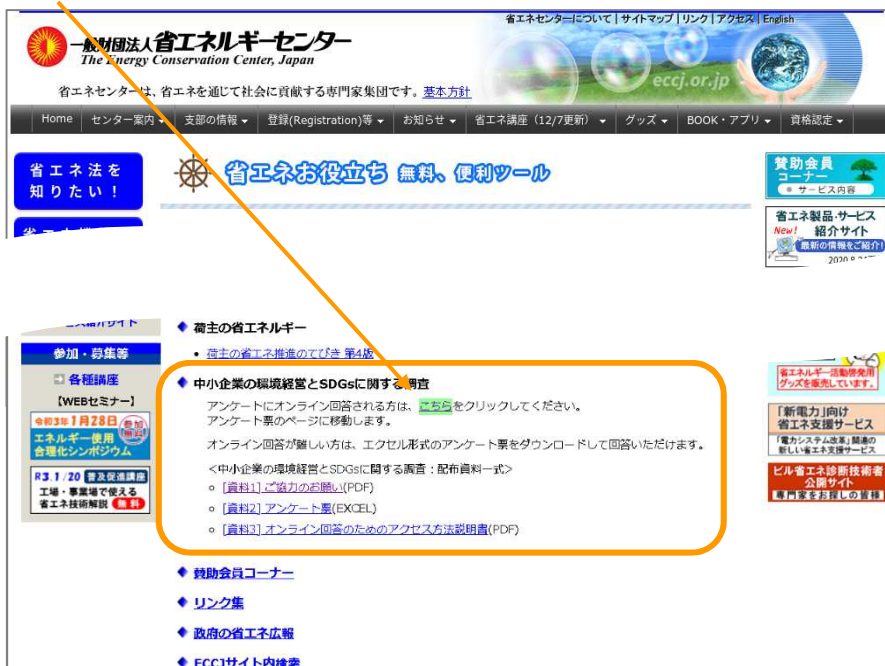 省エネセンターについて | サイトマップ | リンク | アクセス | English
一般財団法人省エネルギーセンター
The Energy Conservation Center, Japan
eccj.or.jp
省エネセンターは、省エネを通じて社会に貢献する専門家集団です。基本方針
Home センター案内 支部の情報 登録(Registration)等 お知らせ 省エネ講座（12/7更新） グッズ BOOK・アプリ 資格認定
省エネ法を
知りたい！
省エネお役立ち 無料、便利ツール
賛助会員
コーナー
サービス内容
省エネ製品・サービス
New! 紹介サイト
最新の情報をご紹介!
荷主の省エネルギー
荷主の省エネ推進のてびき 第4版
参加・募集等
各種講座
【WEBセミナー】
令和3年1月28日 参加無料
エネルギー使用
合理化シンポジウム
R3.1/20 普及促進講座
工場・事業場で使える
省エネ技術解説 無料
中小企業の環境経営とSDGsに関する調査
アンケートにオンライン回答される方は、こちらをクリックしてください。
アンケート票のページに移動します。
オンライン回答が難しい方は、エクセル形式のアンケート票をダウンロードして回答いただけます。
<中小企業の環境経営とSDGsに関する調査：配布資料一式>
[資料1] ご協力のお願い(PDF)
[資料2] アンケート票(EXCEL)
[資料3] オンライン回答のためのアクセス方法説明書(PDF)
省エネルギー活動啓発用
グッズを販売しています。
「新電力」向け
省エネ支援サービス
「電力システム改革」関連の
新しい省エネ支援サービス
ビル省エネ診断技術者
公開サイト
専門家をお探しの皆様
賛助会員コーナー
リンク集
政府の省エネ広報
ECCJサイト内検索